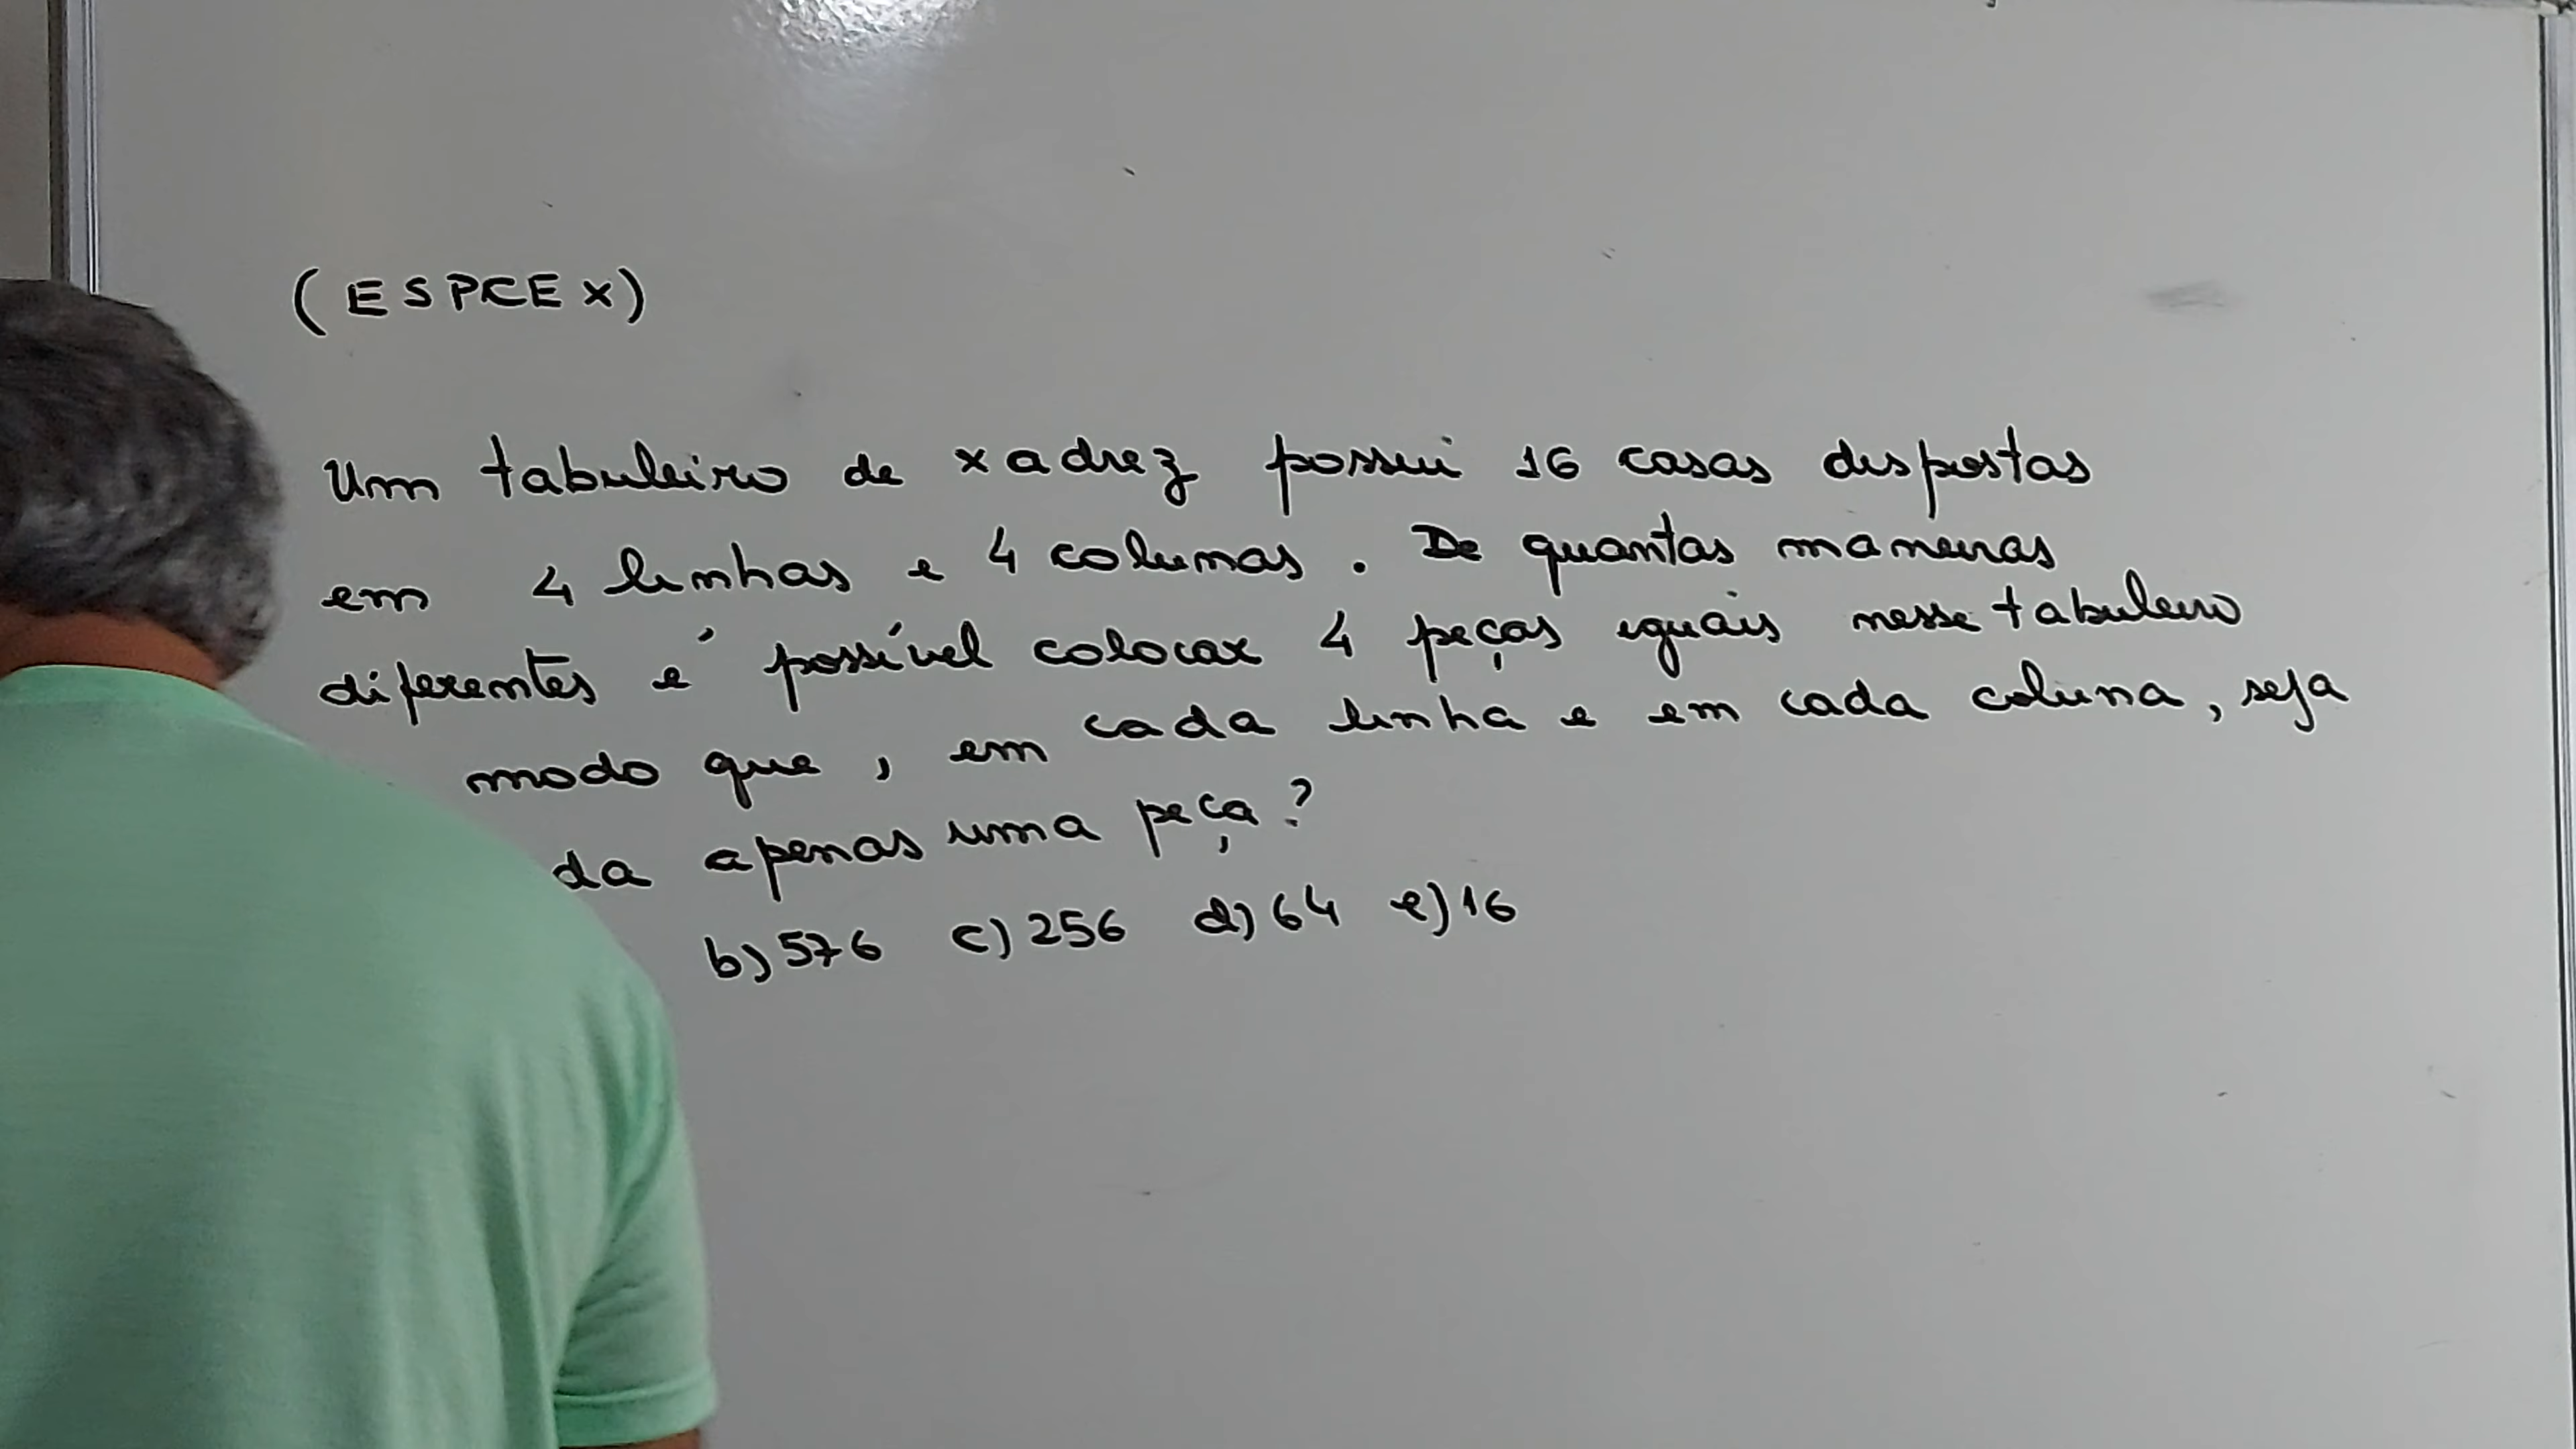 (ESPCEX)
Um tabuleiro de xadrez possui 16 casas dispostas
em 4 linhas e 4 colunas. De quantas maneiras
diferentes é possível colocar 4 peças iguais nesse tabuleiro
modo que, em cada linha e em cada coluna, seja
da apenas uma peça?
b) 576 c) 256 d) 64 e) 16